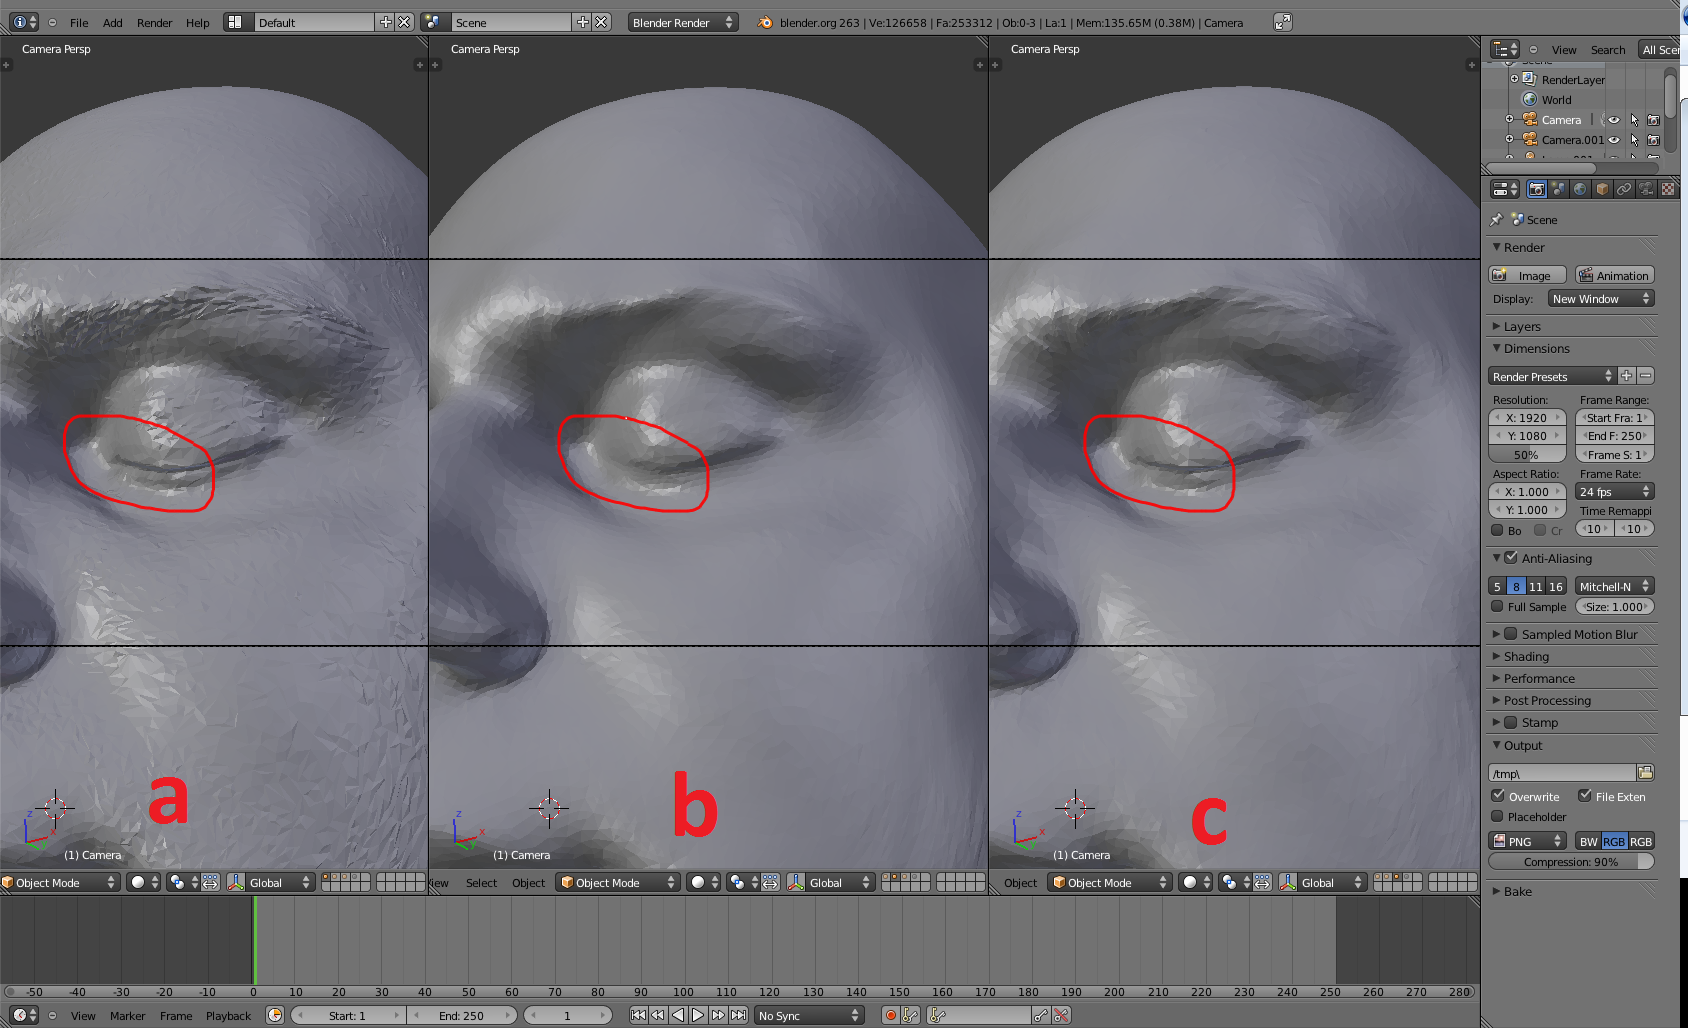 File Add Render Help Default Scene Blender Render blender.org 263 | Ve:126658 | Fa:253312 | Ob:0-3 | La:1 | Mem:135.65M (0.38M) | Camera
Camera Persp
Camera Persp
Camera Persp
a
b
c
z
x
y
z
x
y
z
x
y
(1) Camera
(1) Camera
(1) Camera
Object Mode Global
iew Select Object Object Mode Global
Object Object Mode Global
View Search All Scer
RenderLayer
World
Camera
Camera.001
Scene
Render
Image Animation
Display: New Window
Layers
Dimensions
Render Presets
Resolution: Frame Range:
X: 1920 Start Fra: 1
Y: 1080 End F: 250
50% Frame S: 1
Aspect Ratio: Frame Rate:
X: 1.000 24 fps
Y: 1.000 Time Remappi
Bo Cr 10 10
Anti-Aliasing
5 8 11 16 Mitchell-N
Full Sample Size: 1.000
Sampled Motion Blur
Shading
Performance
Post Processing
Stamp
Output
/tmp\
Overwrite File Exten
Placeholder
PNG BW RGB RGB
Compression: 90%
Bake
-50 -40 -30 -20 -10 0 10 20 30 40 50 60 70 80 90 100 110 120 130 140 150 160 170 180 190 200 210 220 230 240 250 260 270 280
View Marker Frame Playback Start: 1 End: 250 1 No Sync